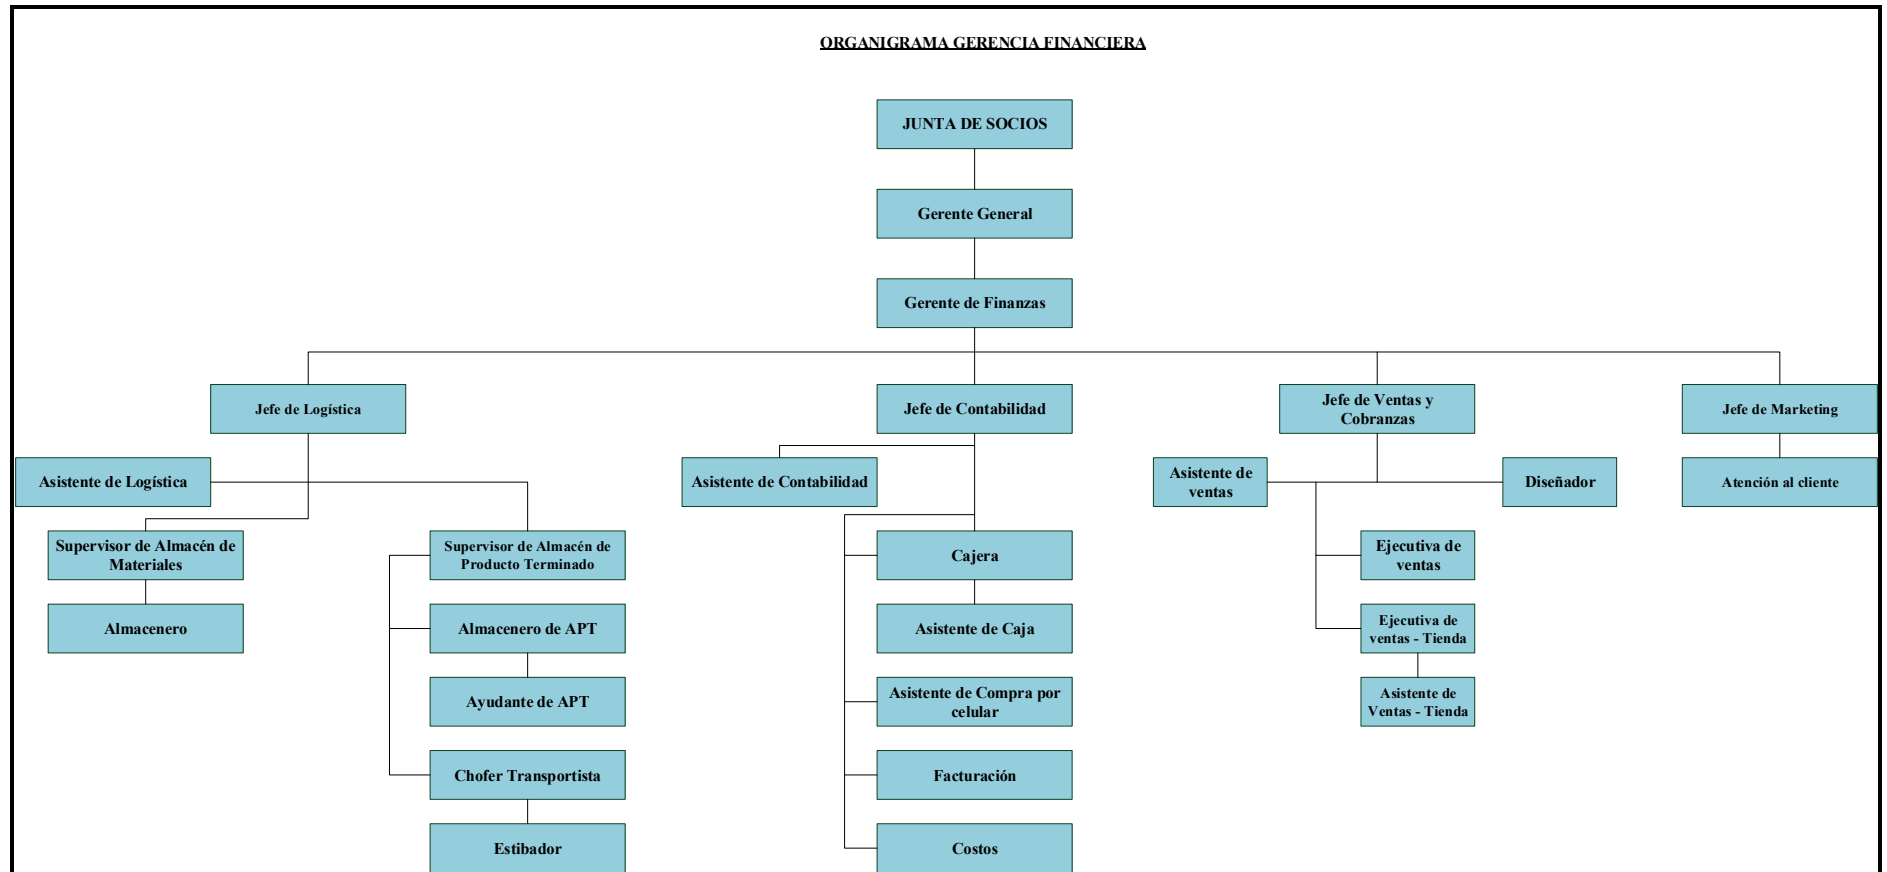 ORGANIGRAMA GERENCIA FINANCIERA
JUNTA DE SOCIOS
Gerente General
Gerente de Finanzas
Jefe de Logística
Jefe de Contabilidad
Jefe de Ventas y
Cobranzas
Jefe de Marketing
Asistente de Logística
Asistente de Contabilidad
Asistente de
ventas
Diseñador
Atención al cliente
Supervisor de Almacén de
Materiales
Supervisor de Almacén de
Producto Terminado
Cajera
Ejecutiva de
ventas
Almacenero
Almacenero de APT
Asistente de Caja
Ejecutiva de
ventas - Tienda
Ayudante de APT
Asistente de Compra por
celular
Asistente de
Ventas - Tienda
Chofer Transportista
Facturación
Estibador
Costos